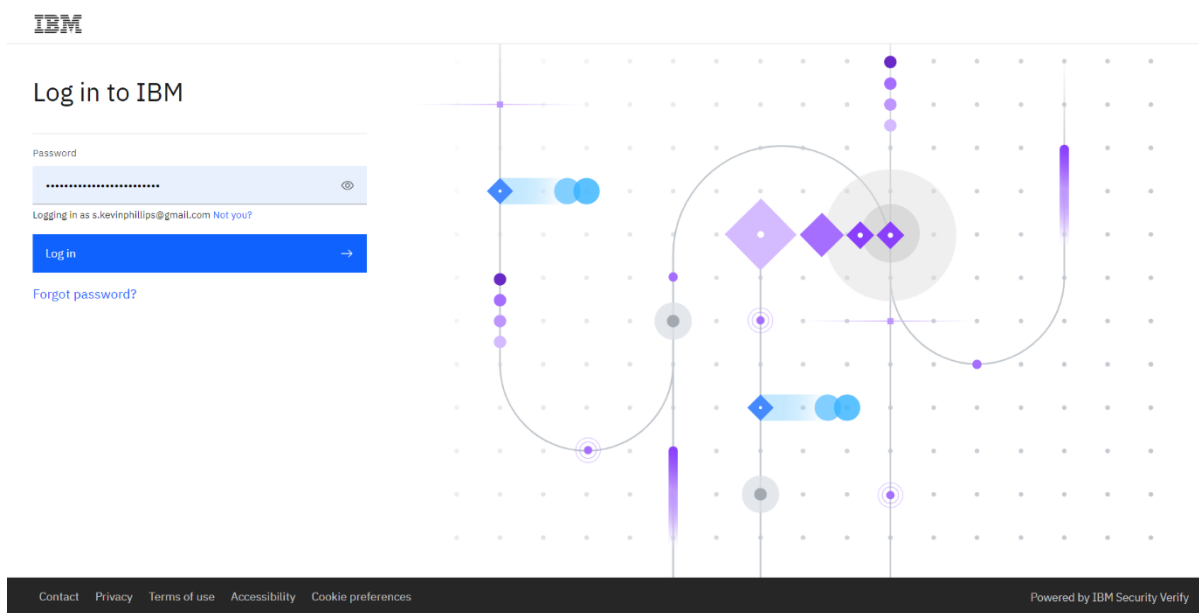 IBM
Log in to IBM
Password
•••••••••••••••••••••••••
Logging in as s.kevinphillips@gmail.com Not you?
Log in →
Forgot password?
Contact Privacy Terms of use Accessibility Cookie preferences Powered by IBM Security Verify